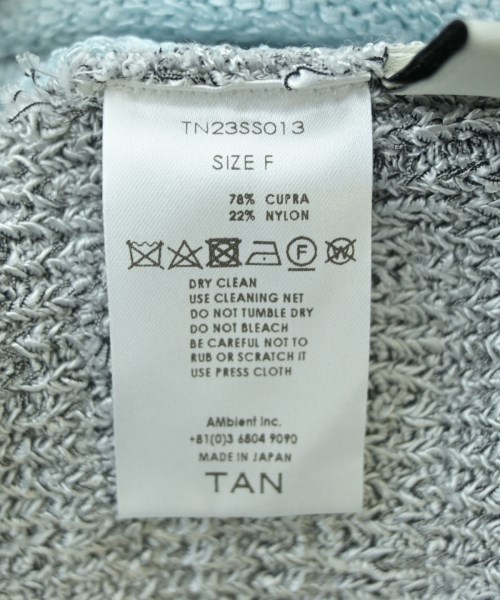 TN23SS013
SIZE F
78% CUPRA
22% NYLON
F W
DRY CLEAN
USE CLEANING NET
DO NOT TUMBLE DRY
DO NOT BLEACH
BE CAREFUL NOT TO
RUB OR SCRATCH IT
USE PRESS CLOTH
AMbient Inc.
+81(0)3 6804 9090
MADE IN JAPAN
TAN